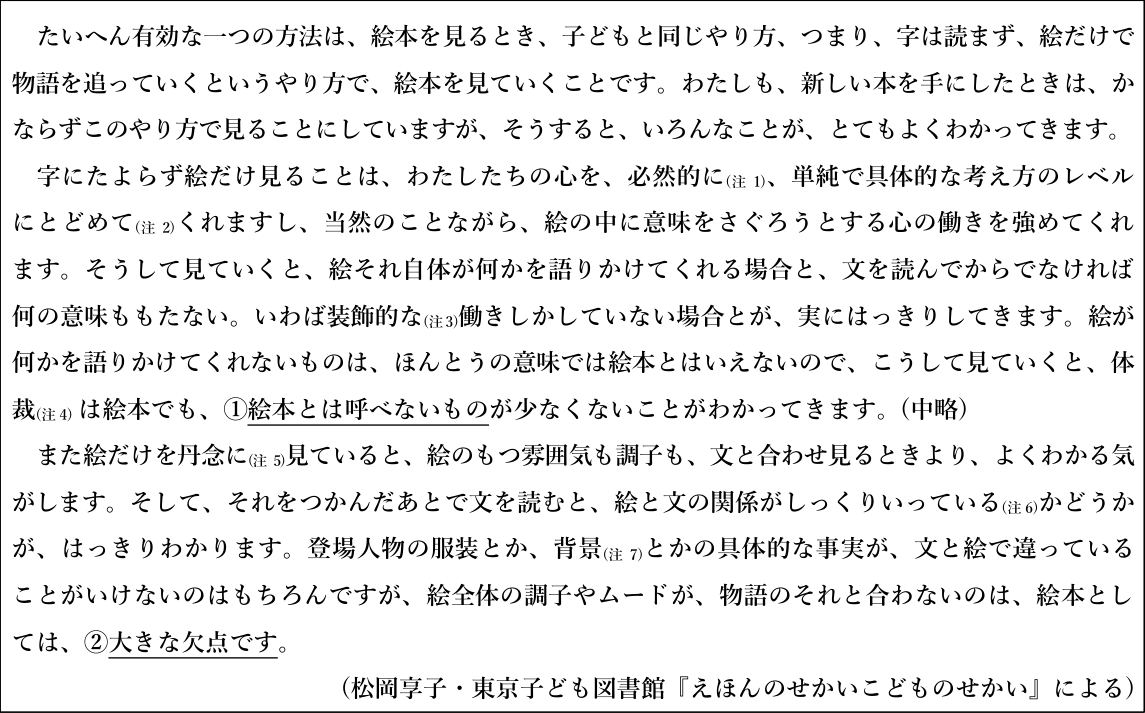 たいへん有効な一つの方法は、絵本を見るとき、子どもと同じやり方、つまり、字は読まず、絵だけで
物語を追っていくというやり方で、絵本を見ていくことです。わたしも、新しい本を手にしたときは、か
ならずこのやり方で見ることにしていますが、そうすると、いろんなことが、とてもよくわかってきます。
字にたよらず絵だけ見ることは、わたしたちの心を、必然的に(注 1)、単純で具体的な考え方のレベル
にとどめて(注 2)くれますし、当然のことながら、絵の中に意味をさぐろうとする心の働きを強めてくれ
ます。そうして見ていくと、絵それ自体が何かを語りかけてくれる場合と、文を読んでからでなければ
何の意味ももたない。いわば装飾的な(注3)働きしかしていない場合とが、実にはっきりしてきます。絵が
何かを語りかけてくれないものは、ほんとうの意味では絵本とはいえないので、こうして見ていくと、体
裁(注 4) は絵本でも、①絵本とは呼べないものが少なくないことがわかってきます。（中略）
また絵だけを丹念に(注 5)見ていると、絵のもつ雰囲気も調子も、文と合わせ見るときより、よくわかる気
がします。そして、それをつかんだあとで文を読むと、絵と文の関係がしっくりいっている(注 6)かどうか
が、はっきりわかります。登場人物の服装とか、背景(注 7)とかの具体的な事実が、文と絵で違っている
ことがいけないのはもちろんですが、絵全体の調子やムードが、物語のそれと合わないのは、絵本とし
ては、②大きな欠点です。
（松岡享子・東京子ども図書館『えほんのせかいこどものせかい』による）